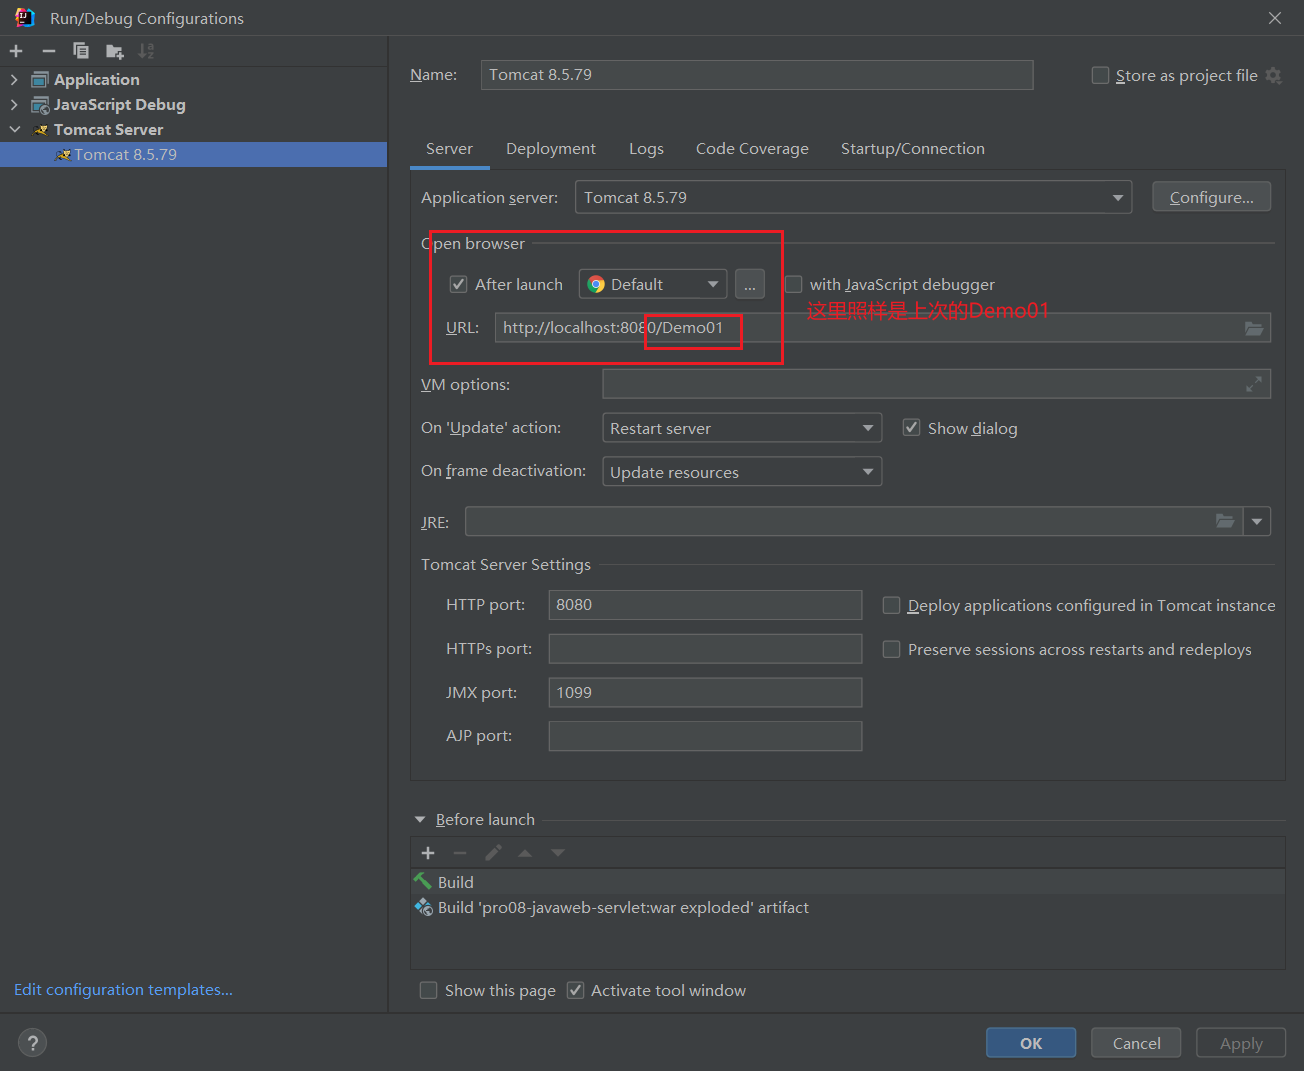 Run/Debug Configurations
Application
JavaScript Debug
Tomcat Server
Tomcat 8.5.79
Name: Tomcat 8.5.79 Store as project file
Server Deployment Logs Code Coverage Startup/Connection
Application server: Tomcat 8.5.79 Configure...
Open browser
After launch Default ... with JavaScript debugger
这里照样是上次的Demo01
URL: http://localhost:8080/Demo01
VM options:
On 'Update' action: Restart server Show dialog
On frame deactivation: Update resources
JRE:
Tomcat Server Settings
HTTP port: 8080 Deploy applications configured in Tomcat instance
HTTPs port: Preserve sessions across restarts and redeploys
JMX port: 1099
AJP port:
Before launch
Build
Build 'pro08-javaweb-servlet:war exploded' artifact
Edit configuration templates...
Show this page Activate tool window
? OK Cancel Apply